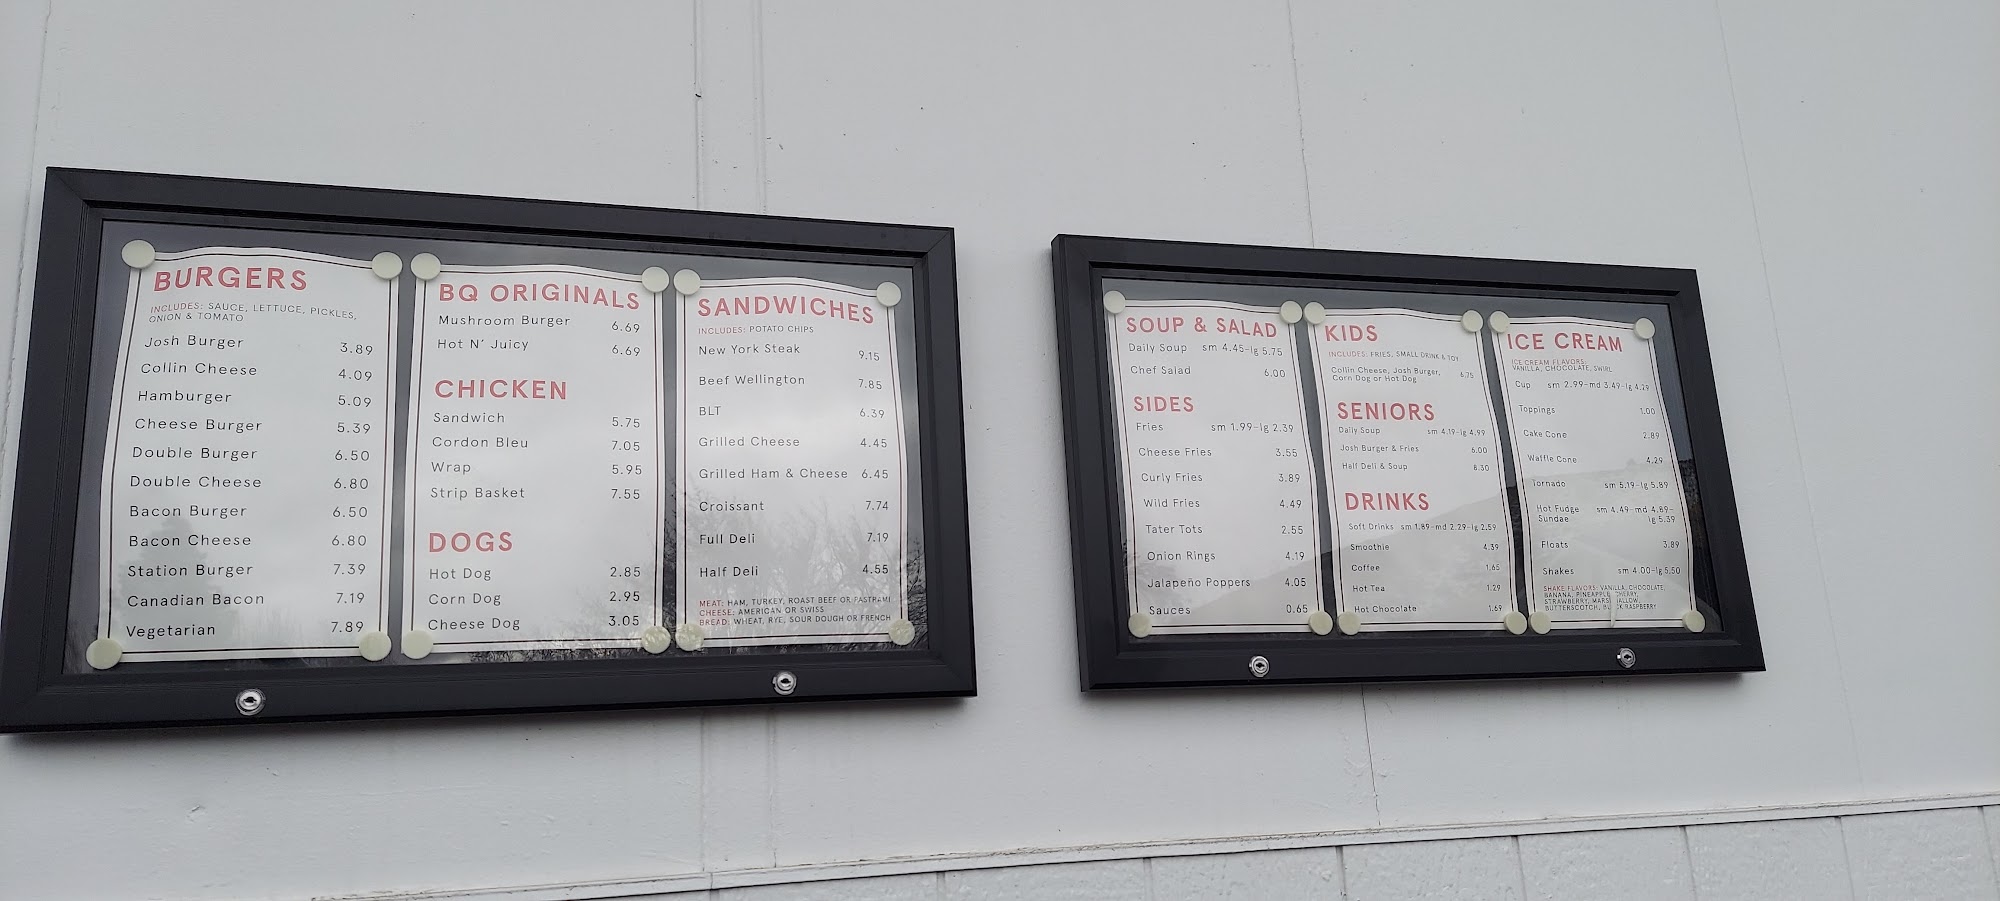 BURGERS
INCLUDES: SAUCE, LETTUCE, PICKLES,
ONION & TOMATO
Josh Burger 3.89
Collin Cheese 4.09
Hamburger 5.09
Cheese Burger 5.39
Double Burger 6.50
Double Cheese 6.80
Bacon Burger 6.50
Bacon Cheese 6.80
Station Burger 7.39
Canadian Bacon 7.19
Vegetarian 7.89
BQ ORIGINALS
Mushroom Burger 6.69
Hot N' Juicy 6.69
CHICKEN
Sandwich 5.75
Cordon Bleu 7.05
Wrap 5.95
Strip Basket 7.55
DOGS
Hot Dog 2.85
Corn Dog 2.95
Cheese Dog 3.05
SANDWICHES
INCLUDES: POTATO CHIPS
New York Steak 9.15
Beef Wellington 7.85
BLT 6.39
Grilled Cheese 4.45
Grilled Ham & Cheese 6.45
Croissant 7.74
Full Deli 7.19
Half Deli 4.55
MEAT: HAM, TURKEY, ROAST BEEF OR PASTRAMI
CHEESE: AMERICAN OR SWISS
BREAD: WHEAT, RYE, SOUR DOUGH OR FRENCH
SOUP & SALAD
Daily Soup sm 4.45-lg 5.75
Chef Salad 6.00
SIDES
Fries sm 1.99-lg 2.39
Cheese Fries 3.55
Curly Fries 3.89
Wild Fries 4.49
Tater Tots 2.55
Onion Rings 4.19
Jalapeño Poppers 4.05
Sauces 0.65
KIDS
INCLUDES: FRIES, SMALL DRINK & TOY
Collin Cheese, Josh Burger, 6.75
Corn Dog or Hot Dog
SENIORS
Daily Soup sm 4.19-lg 4.99
Josh Burger & Fries 6.00
Half Deli & Soup 8.30
DRINKS
Soft Drinks sm 1.89-md 2.29-lg 2.59
Smoothie 4.39
Coffee 1.65
Hot Tea 1.29
Hot Chocolate 1.69
ICE CREAM
ICE CREAM FLAVORS:
VANILLA, CHOCOLATE, SWIRL
Cup sm 2.99-md 3.49-lg 4.29
Toppings 1.00
Cake Cone 2.89
Waffle Cone 4.29
Tornado sm 5.19-lg 5.89
Hot Fudge sm 4.49-md 4.89-
Sundae lg 5.39
Floats 3.89
Shakes sm 4.00-lg 5.50
SHAKE FLAVORS: VANILLA, CHOCOLATE,
BANANA, PINEAPPLE, CHERRY,
STRAWBERRY, MARSHMALLOW,
BUTTERSCOTCH, BLACK RASPBERRY